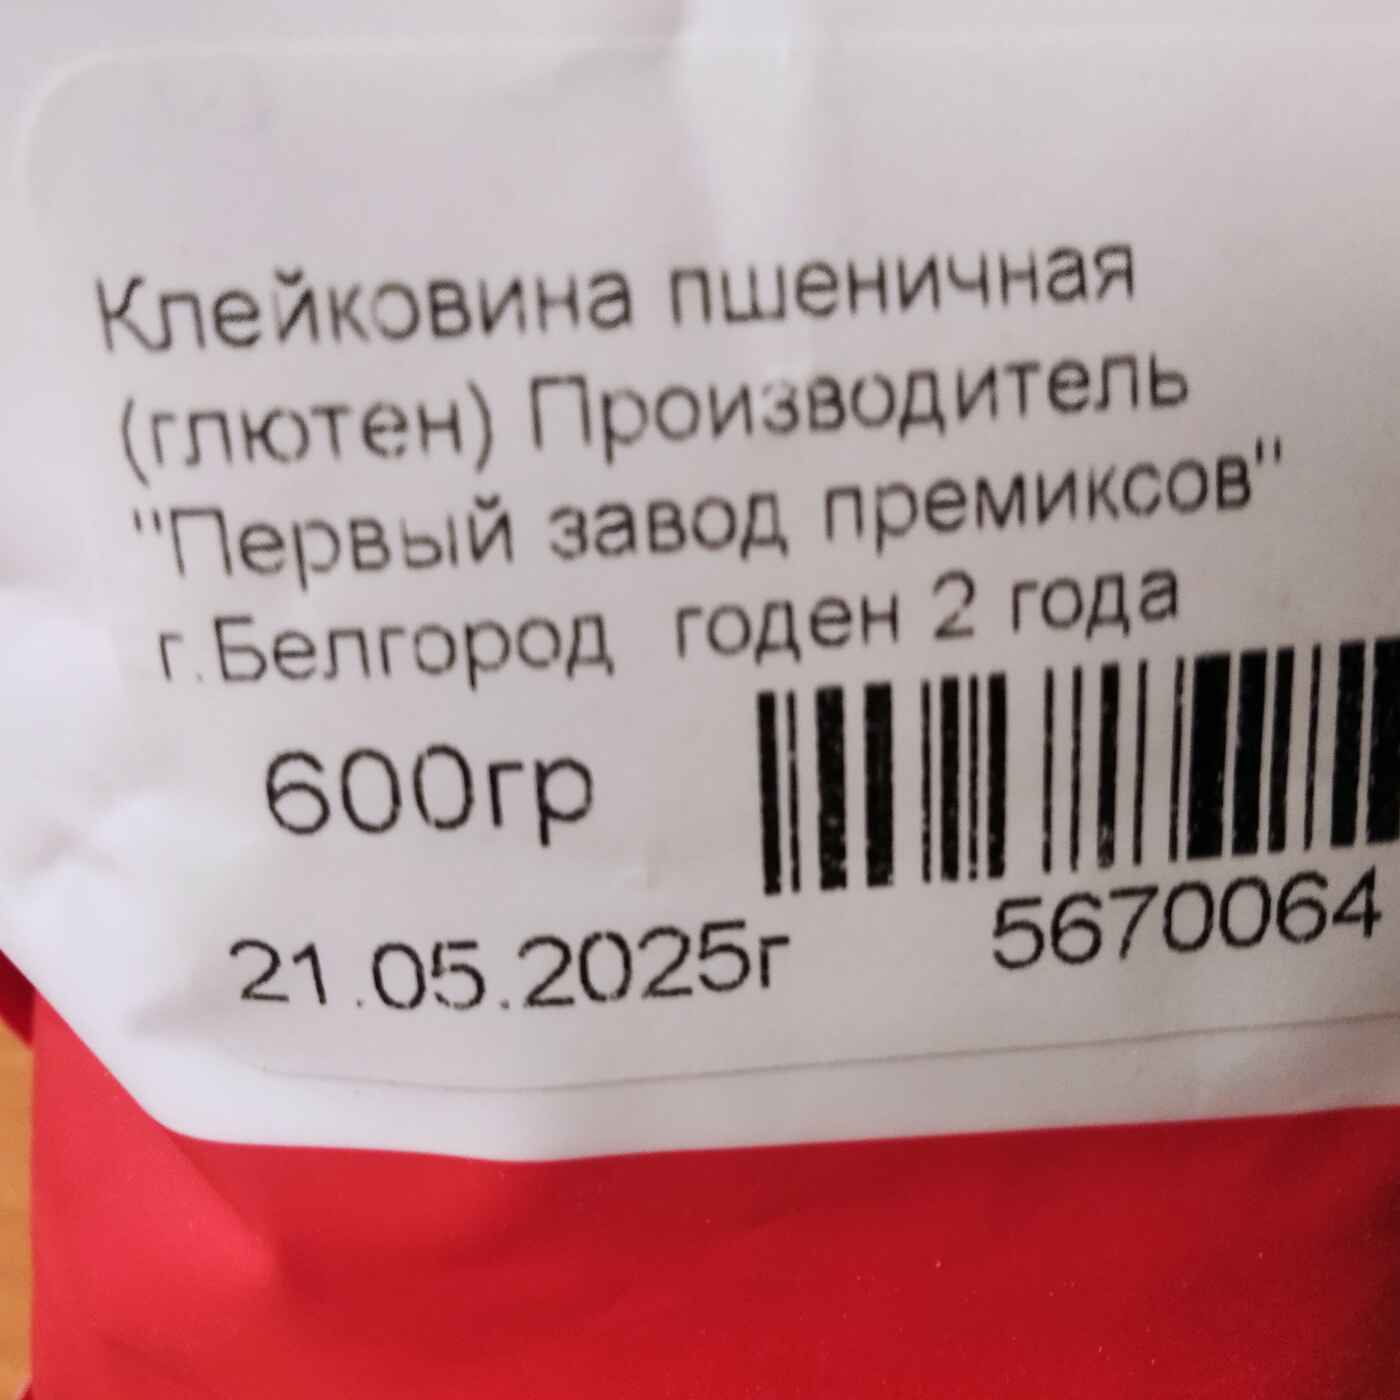 Клейковина пшеничная
(глютен) Производитель
"Первый завод премиксов"
г.Белгород годен 2 года
600гр
21.05.2025г
5670064